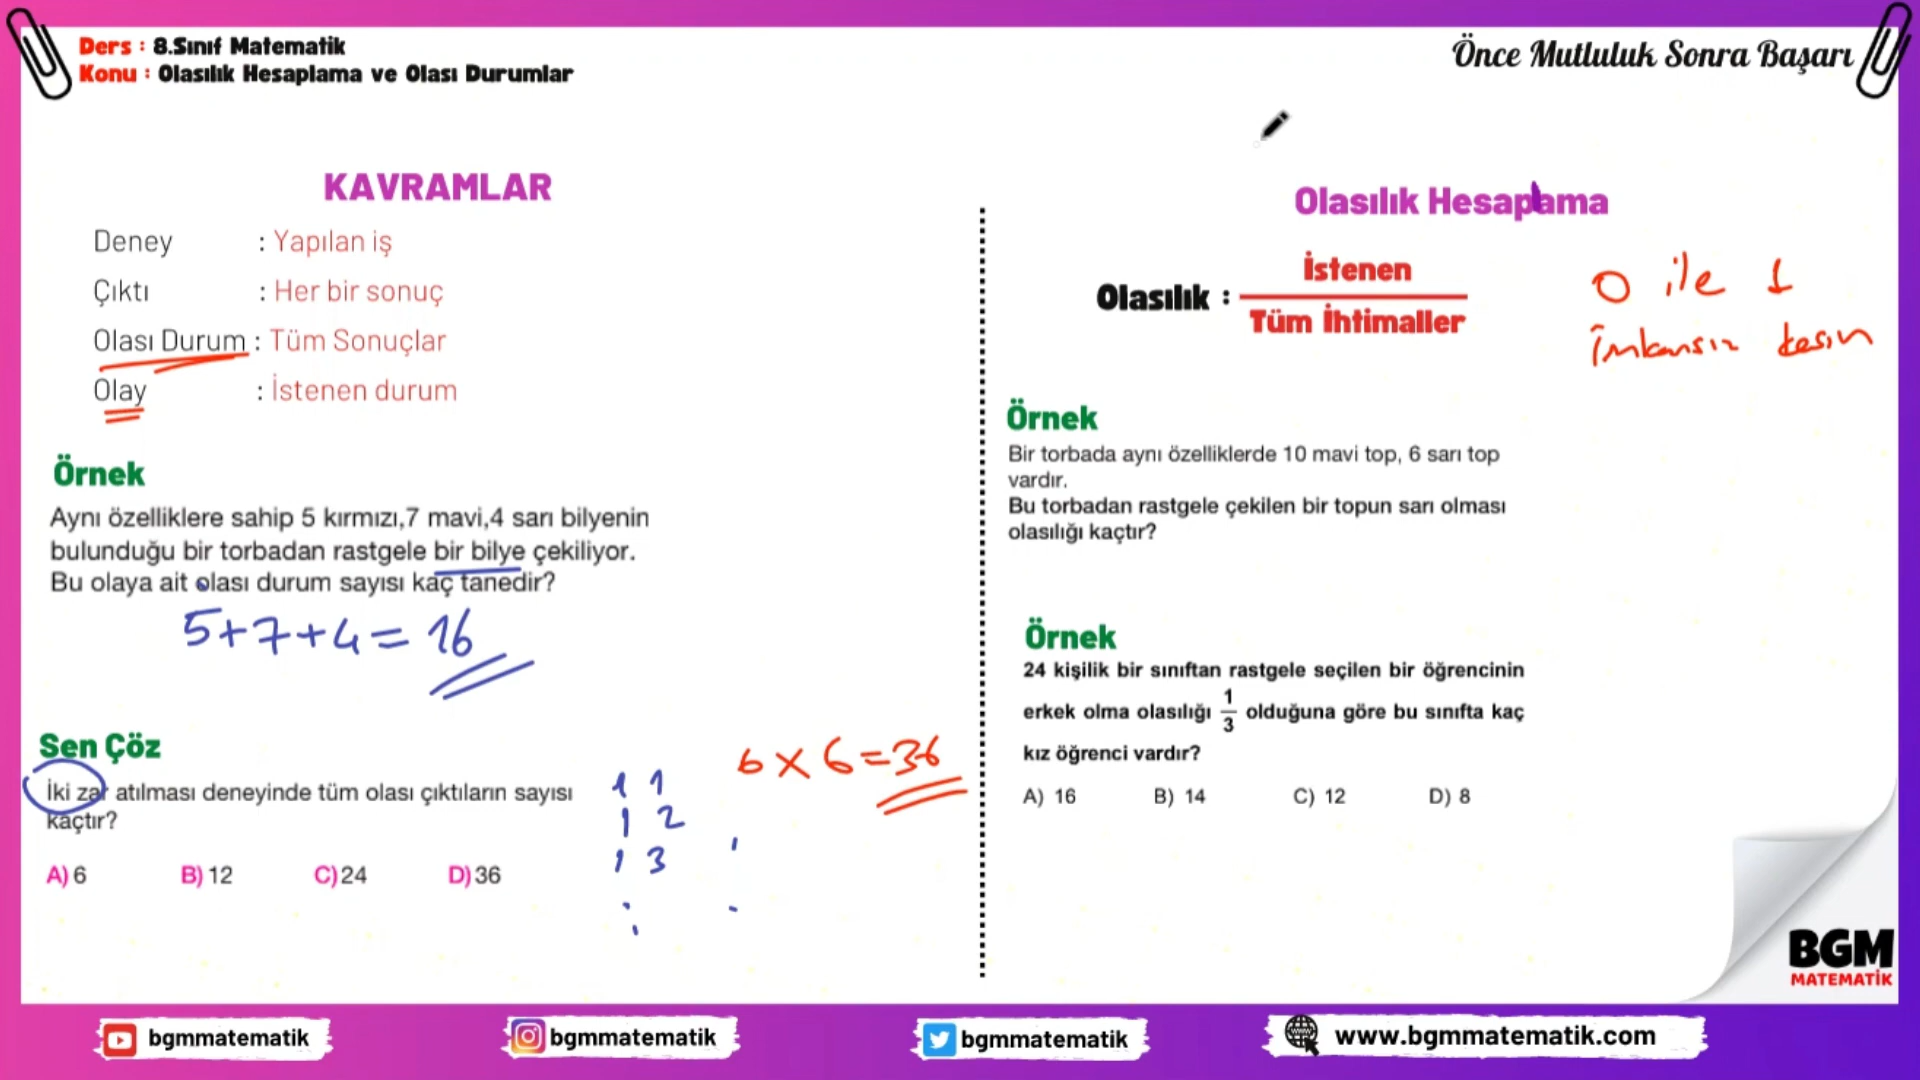 Ders : 8.Sınıf Matematik
Konu : Olasılık Hesaplama ve Olası Durumlar
Önce Mutluluk Sonra Başarı
KAVRAMLAR
Deney : Yapılan iş
Çıktı : Her bir sonuç
Olası Durum : Tüm Sonuçlar
Olay : İstenen durum
Örnek
Aynı özelliklere sahip 5 kırmızı,7 mavi,4 sarı bilyenin
bulunduğu bir torbadan rastgele bir bilye çekiliyor.
Bu olaya ait olası durum sayısı kaç tanedir?
5+7+4=16
Sen Çöz
İki zar atılması deneyinde tüm olası çıktıların sayısı
kaçtır?
A) 6 B) 12 C) 24 D) 36
1 1
1 2
1 3
6 x 6 = 36
Olasılık Hesaplama
Olasılık : İstenen
Tüm İhtimaller
0 ile 1
imkansız kesin
Örnek
Bir torbada aynı özelliklerde 10 mavi top, 6 sarı top
vardır.
Bu torbadan rastgele çekilen bir topun sarı olması
olasılığı kaçtır?
Örnek
24 kişilik bir sınıftan rastgele seçilen bir öğrencinin
erkek olma olasılığı 1/3 olduğuna göre bu sınıfta kaç
kız öğrenci vardır?
A) 16 B) 14 C) 12 D) 8
BGM
MATEMATİK
bgmmatematik
bgmmatematik
bgmmatematik
www.bgmmatematik.com